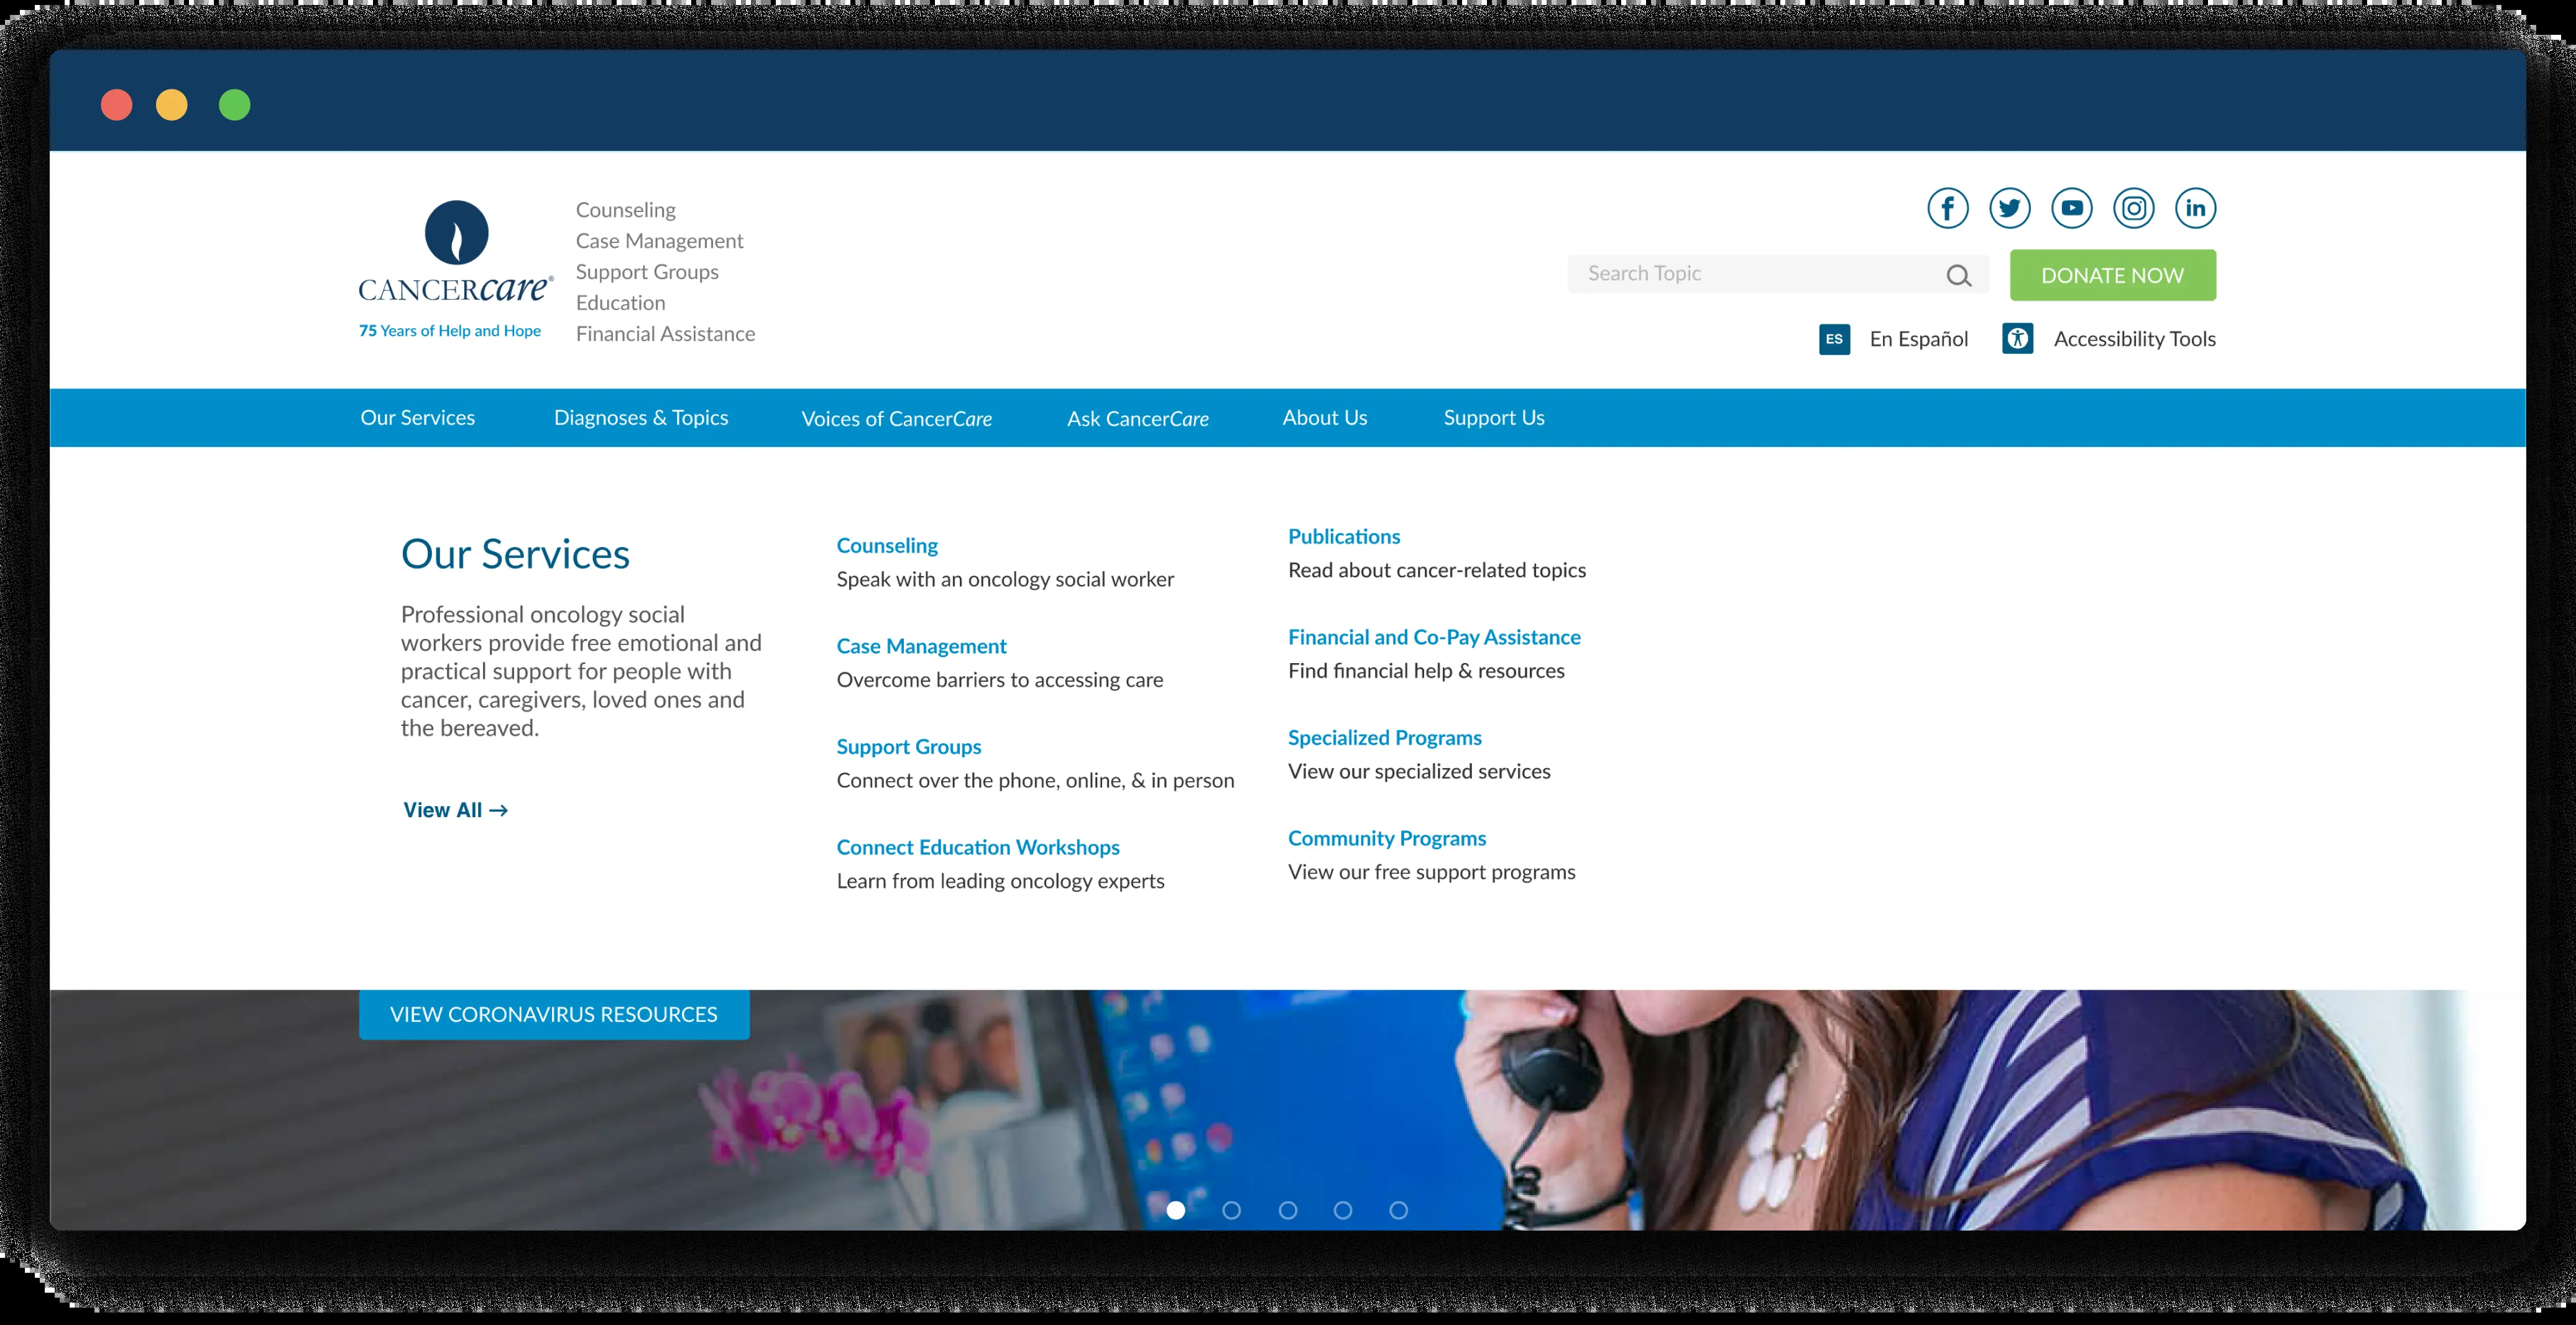 CANCERcare®
75 Years of Help and Hope
Counseling
Case Management
Support Groups
Education
Financial Assistance
Search Topic
DONATE NOW
ES
En Español
Accessibility Tools
Our Services
Diagnoses & Topics
Voices of CancerCare
Ask CancerCare
About Us
Support Us
Our Services
Professional oncology social
workers provide free emotional and
practical support for people with
cancer, caregivers, loved ones and
the bereaved.
View All →
Counseling
Speak with an oncology social worker
Case Management
Overcome barriers to accessing care
Support Groups
Connect over the phone, online, & in person
Connect Education Workshops
Learn from leading oncology experts
Publications
Read about cancer-related topics
Financial and Co-Pay Assistance
Find financial help & resources
Specialized Programs
View our specialized services
Community Programs
View our free support programs
VIEW CORONAVIRUS RESOURCES